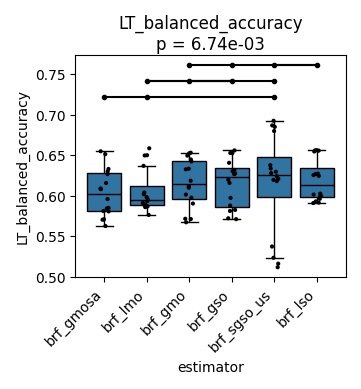 LT_balanced_accuracy
p = 6.74e-03
LT_balanced_accuracy
0.75
0.70
0.65
0.60
0.55
0.50
brf_gmosa
brf_lmo
brf_gmo
brf_gso
brf_sgso_us
brf_lso
estimator